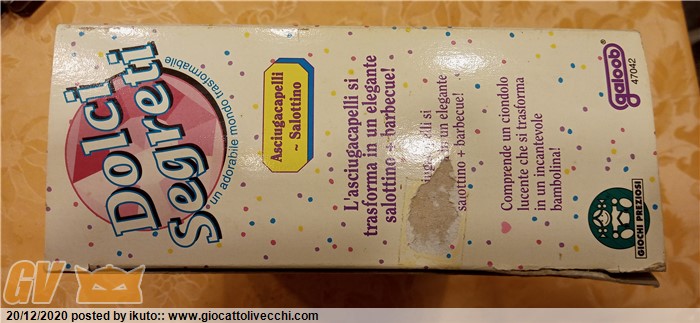 Dolci
Segreti
un adorabile mondo trasformabile
Asciugacapelli
~ Salottino
L'asciugacapelli si
trasforma in un elegante
salottino + barbecue!
si
un elegante
salottino + barbecue!
Comprende un ciondolo
lucente che si trasforma
in un incantevole
bambolina!
galoob
47042
GIOCHI PREZIOSI
GV
20/12/2020 posted by ikuto:: www.giocattolivecchi.com